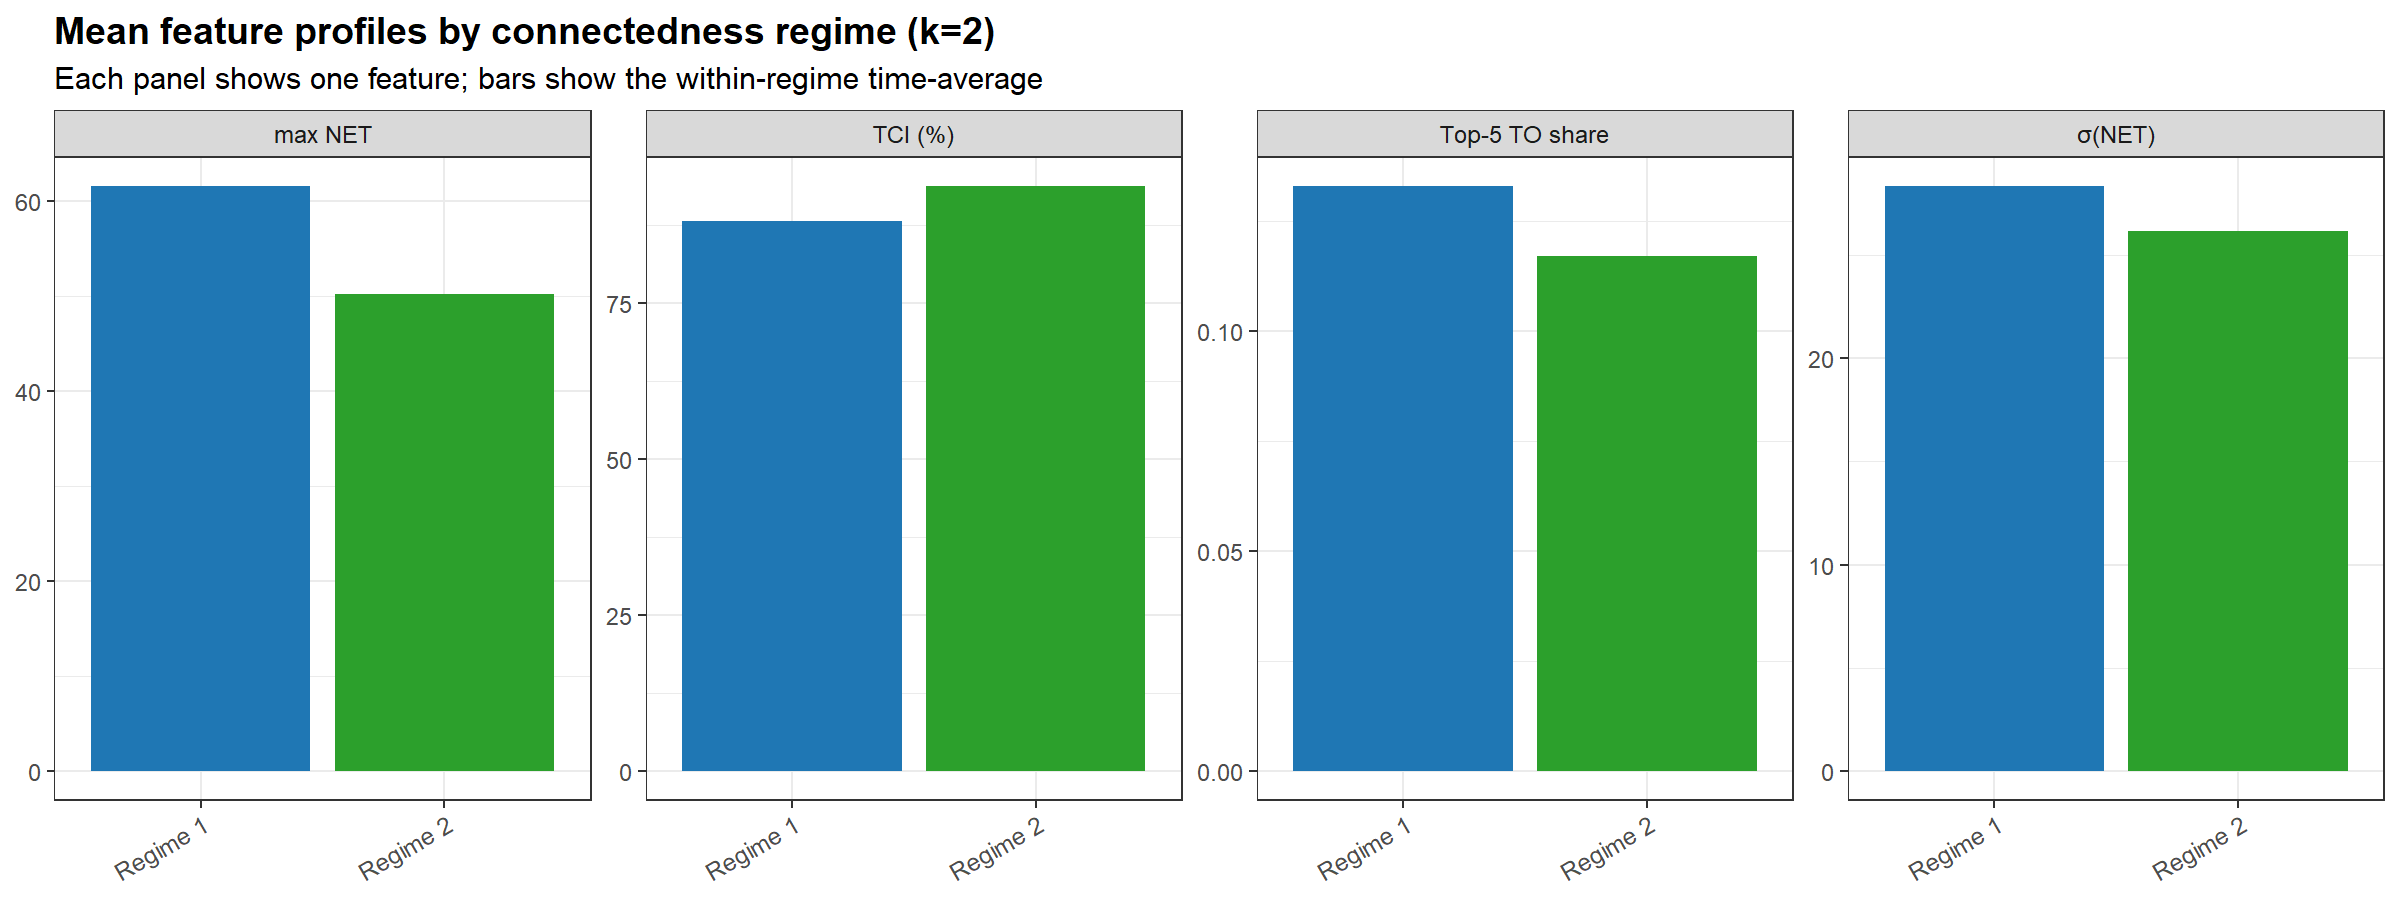 Mean feature profiles by connectedness regime (k=2)
Each panel shows one feature; bars show the within-regime time-average
max NET
60
40
20
0
Regime 1
Regime 2
TCI (%)
75
50
25
0
Regime 1
Regime 2
Top-5 TO share
0.10
0.05
0.00
Regime 1
Regime 2
σ(NET)
20
10
0
Regime 1
Regime 2